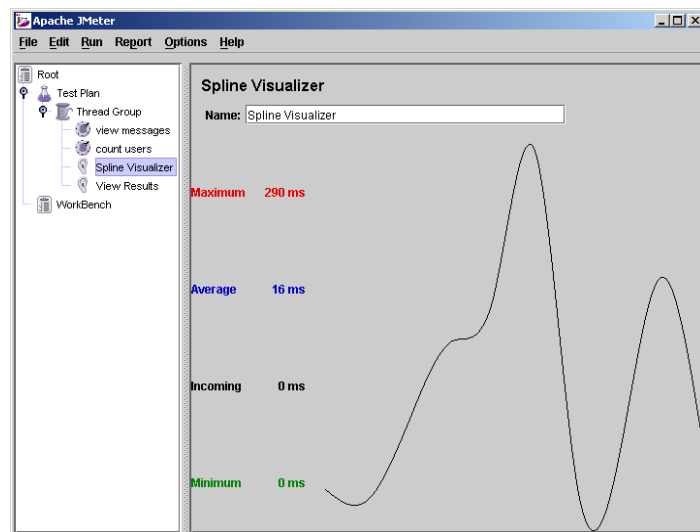 Apache JMeter
File Edit Run Report Options Help
Root
Test Plan
Thread Group
view messages
count users
Spline Visualizer
View Results
WorkBench
Spline Visualizer
Name: Spline Visualizer
Maximum 290 ms
Average 16 ms
Incoming 0 ms
Minimum 0 ms